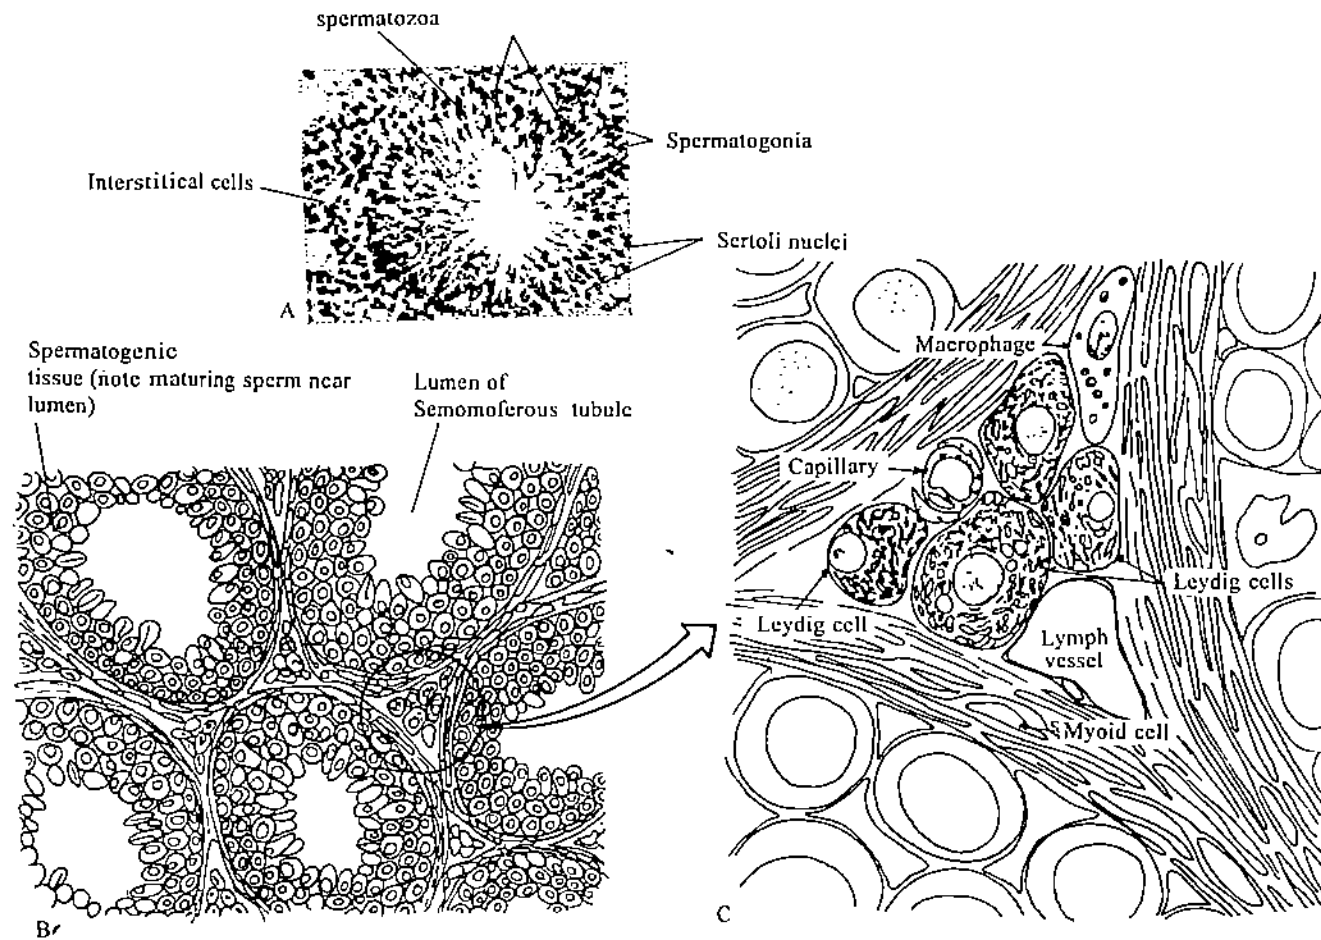 spermatozoa
Spermatogonia
Interstitical cells
Sertoli nuclei
A
Spermatogenic
tissue (note maturing sperm near
lumen)
Lumen of
Semomoferous tubule
B
Macrophage
Capillary
Leydig cells
Leydig cell
Lymph
vessel
Myoid cell
C